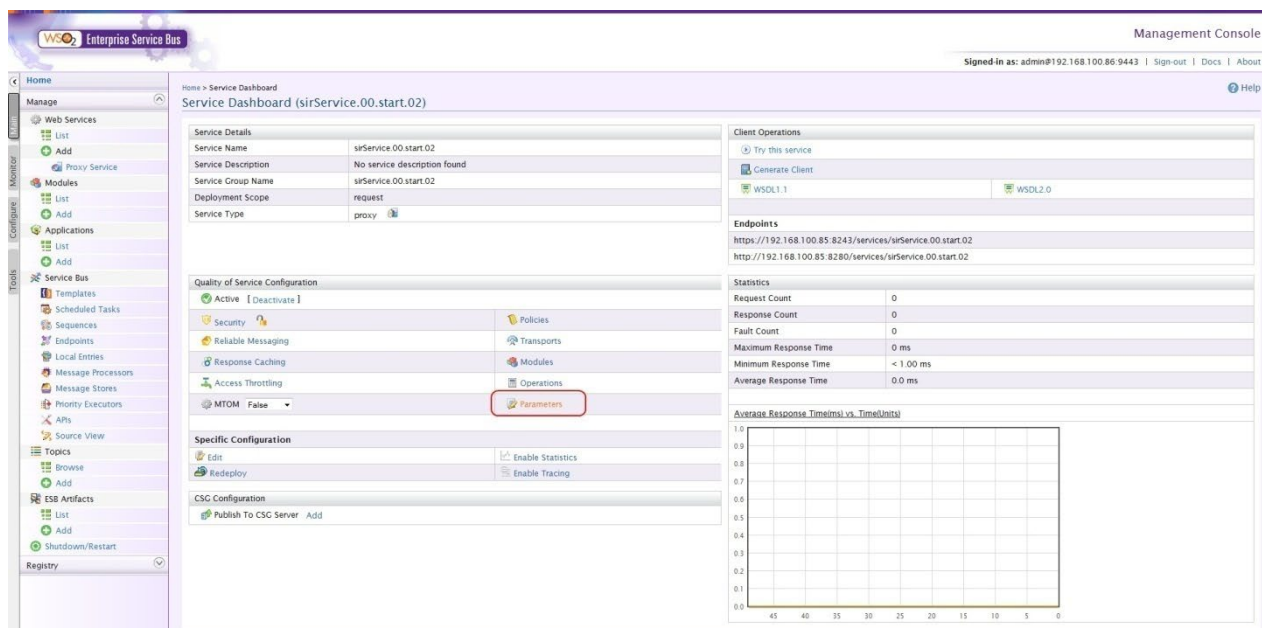 WSO2 Enterprise Service Bus
Management Console
Signed-in as: admin@192.168.100.86:9443 | Sign-out | Docs | About
Main
Monitor
Configure
Tools
Home
Manage
Web Services
List
Add
Proxy Service
Modules
List
Add
Applications
List
Add
Service Bus
Templates
Scheduled Tasks
Sequences
Endpoints
Local Entries
Message Processors
Message Stores
Priority Executors
APIs
Source View
Topics
Browse
Add
ESB Artifacts
List
Add
Shutdown/Restart
Registry
Home > Service Dashboard
Help
Service Dashboard (sirService.00.start.02)
Service Details
Service Name sirService.00.start.02
Service Description No service description found
Service Group Name sirService.00.start.02
Deployment Scope request
Service Type proxy
Client Operations
Try this service
Generate Client
WSDL1.1 WSDL2.0
Endpoints
https://192.168.100.85:8243/services/sirService.00.start.02
http://192.168.100.85:8280/services/sirService.00.start.02
Quality of Service Configuration
Active [ Deactivate ]
Security Policies
Reliable Messaging Transports
Response Caching Modules
Access Throttling Operations
MTOM False Parameters
Specific Configuration
Edit Enable Statistics
Redeploy Enable Tracing
CSG Configuration
Publish To CSG Server Add
Statistics
Request Count 0
Response Count 0
Fault Count 0
Maximum Response Time 0 ms
Minimum Response Time < 1.00 ms
Average Response Time 0.0 ms
Average Response Time(ms) vs. Time(Units)
1.0
0.9
0.8
0.7
0.6
0.5
0.4
0.3
0.2
0.1
0.0
45 40 35 30 25 20 15 10 5 0